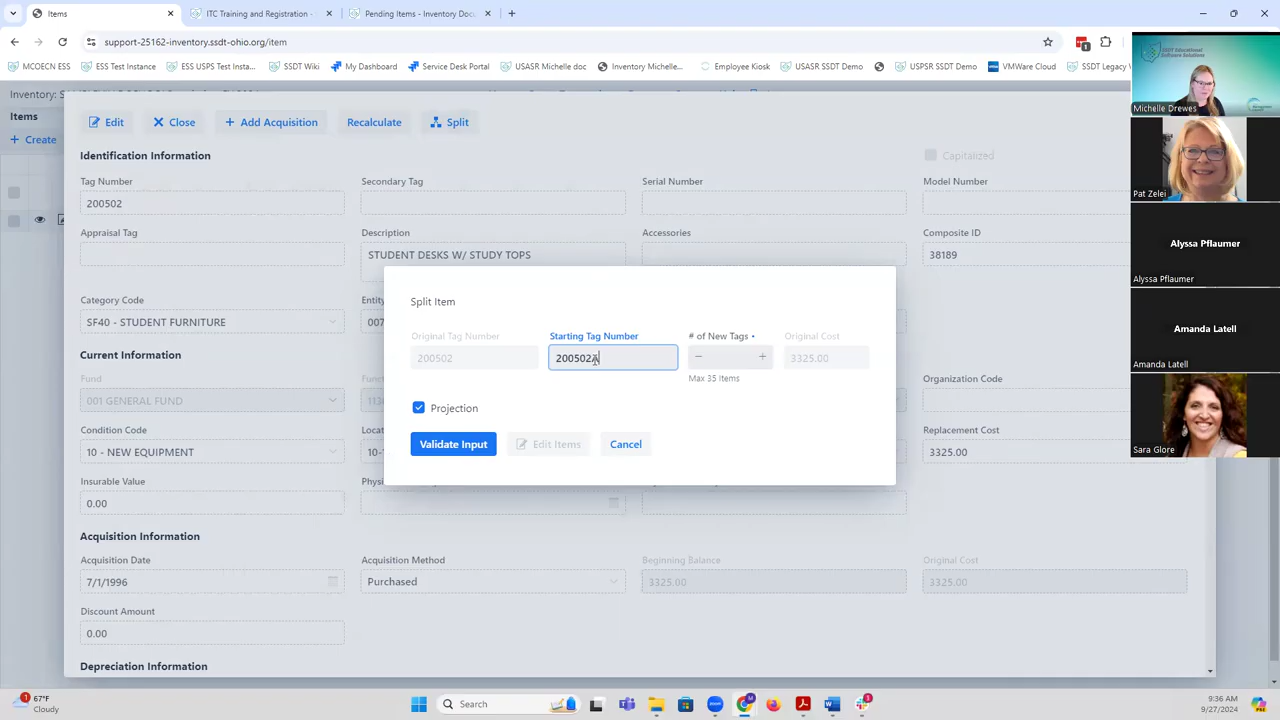 Items
ITC Training and Registration -
Pending Items - Inventory Docu
support-25162-inventory.ssdt-ohio.org/item
MCOECN ESS
ESS Test Instance
ESS USPS Test Insta...
SSDT Wiki
My Dashboard
Service Desk
USASR Michelle dem
Inventory Michelle...
Employee Kiosk
USASR SSDT Demo
USPSR SSDT Demo
VMWare Cloud
SSDT Legacy
Items
Create
Edit
Close
Add Acquisition
Recalculate
Split
Identification Information
Capitalized
Tag Number
Secondary Tag
Serial Number
Model Number
200502
Appraisal Tag
Description
Accessories
Composite ID
STUDENT DESKS W/ STUDY TOPS
38189
Category Code
SF40 - STUDENT FURNITURE
007
Current Information
Fund
001 GENERAL FUND
Organization Code
Condition Code
Replacement Cost
10 - NEW EQUIPMENT
3325.00
Insurable Value
0.00
Split Item
Original Tag Number
Starting Tag Number
# of New Tags
Original Cost
200502
200502A
3325.00
Max 35 Items
Projection
Validate Input
Edit Items
Cancel
Acquisition Information
Acquisition Date
Acquisition Method
Beginning Balance
Original Cost
7/1/1996
Purchased
3325.00
3325.00
Discount Amount
0.00
Depreciation Information
SSDT Educational
Software Solutions
Michelle Drewes
Pat Zelei
Alyssa Pflaumer
Alyssa Pflaumer
Amanda Latell
Amanda Latell
Sara Glore
67°F
Cloudy
Search
9:36 AM
9/27/2024